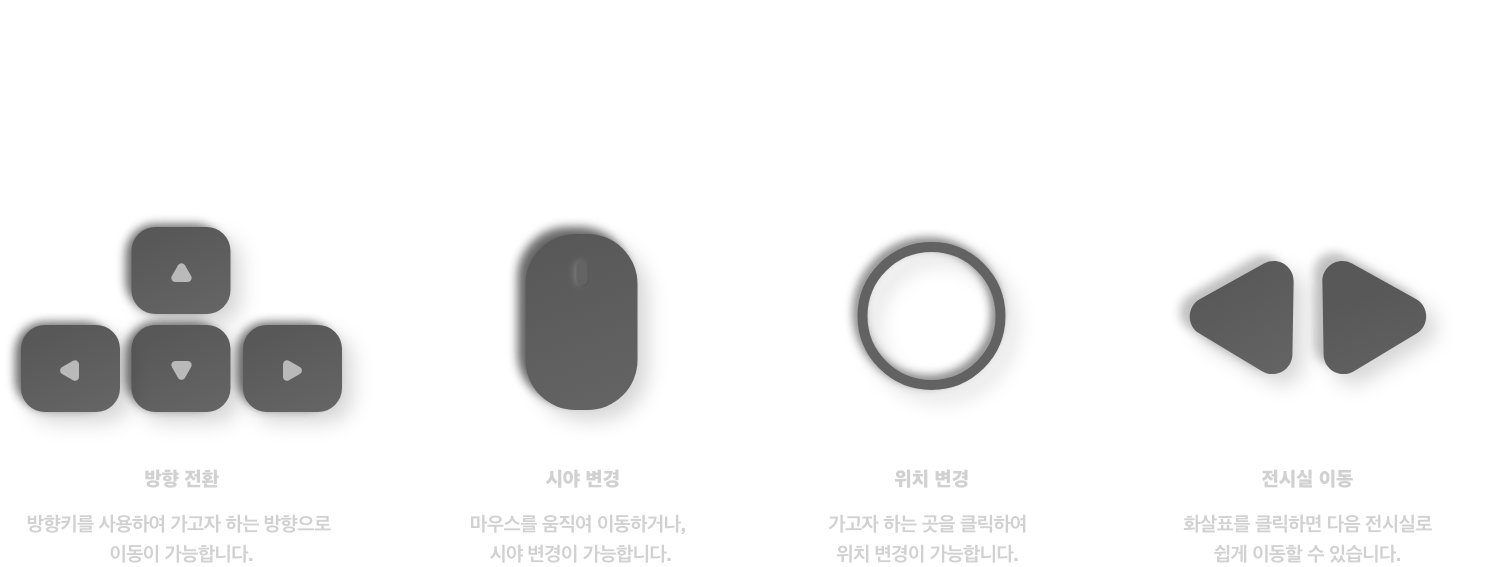 방향 전환
방향키를 사용하여 가고자 하는 방향으로
이동이 가능합니다.
시야 변경
마우스를 움직여 이동하거나,
시야 변경이 가능합니다.
위치 변경
가고자 하는 곳을 클릭하여
위치 변경이 가능합니다.
전시실 이동
화살표를 클릭하면 다음 전시실로
쉽게 이동할 수 있습니다.